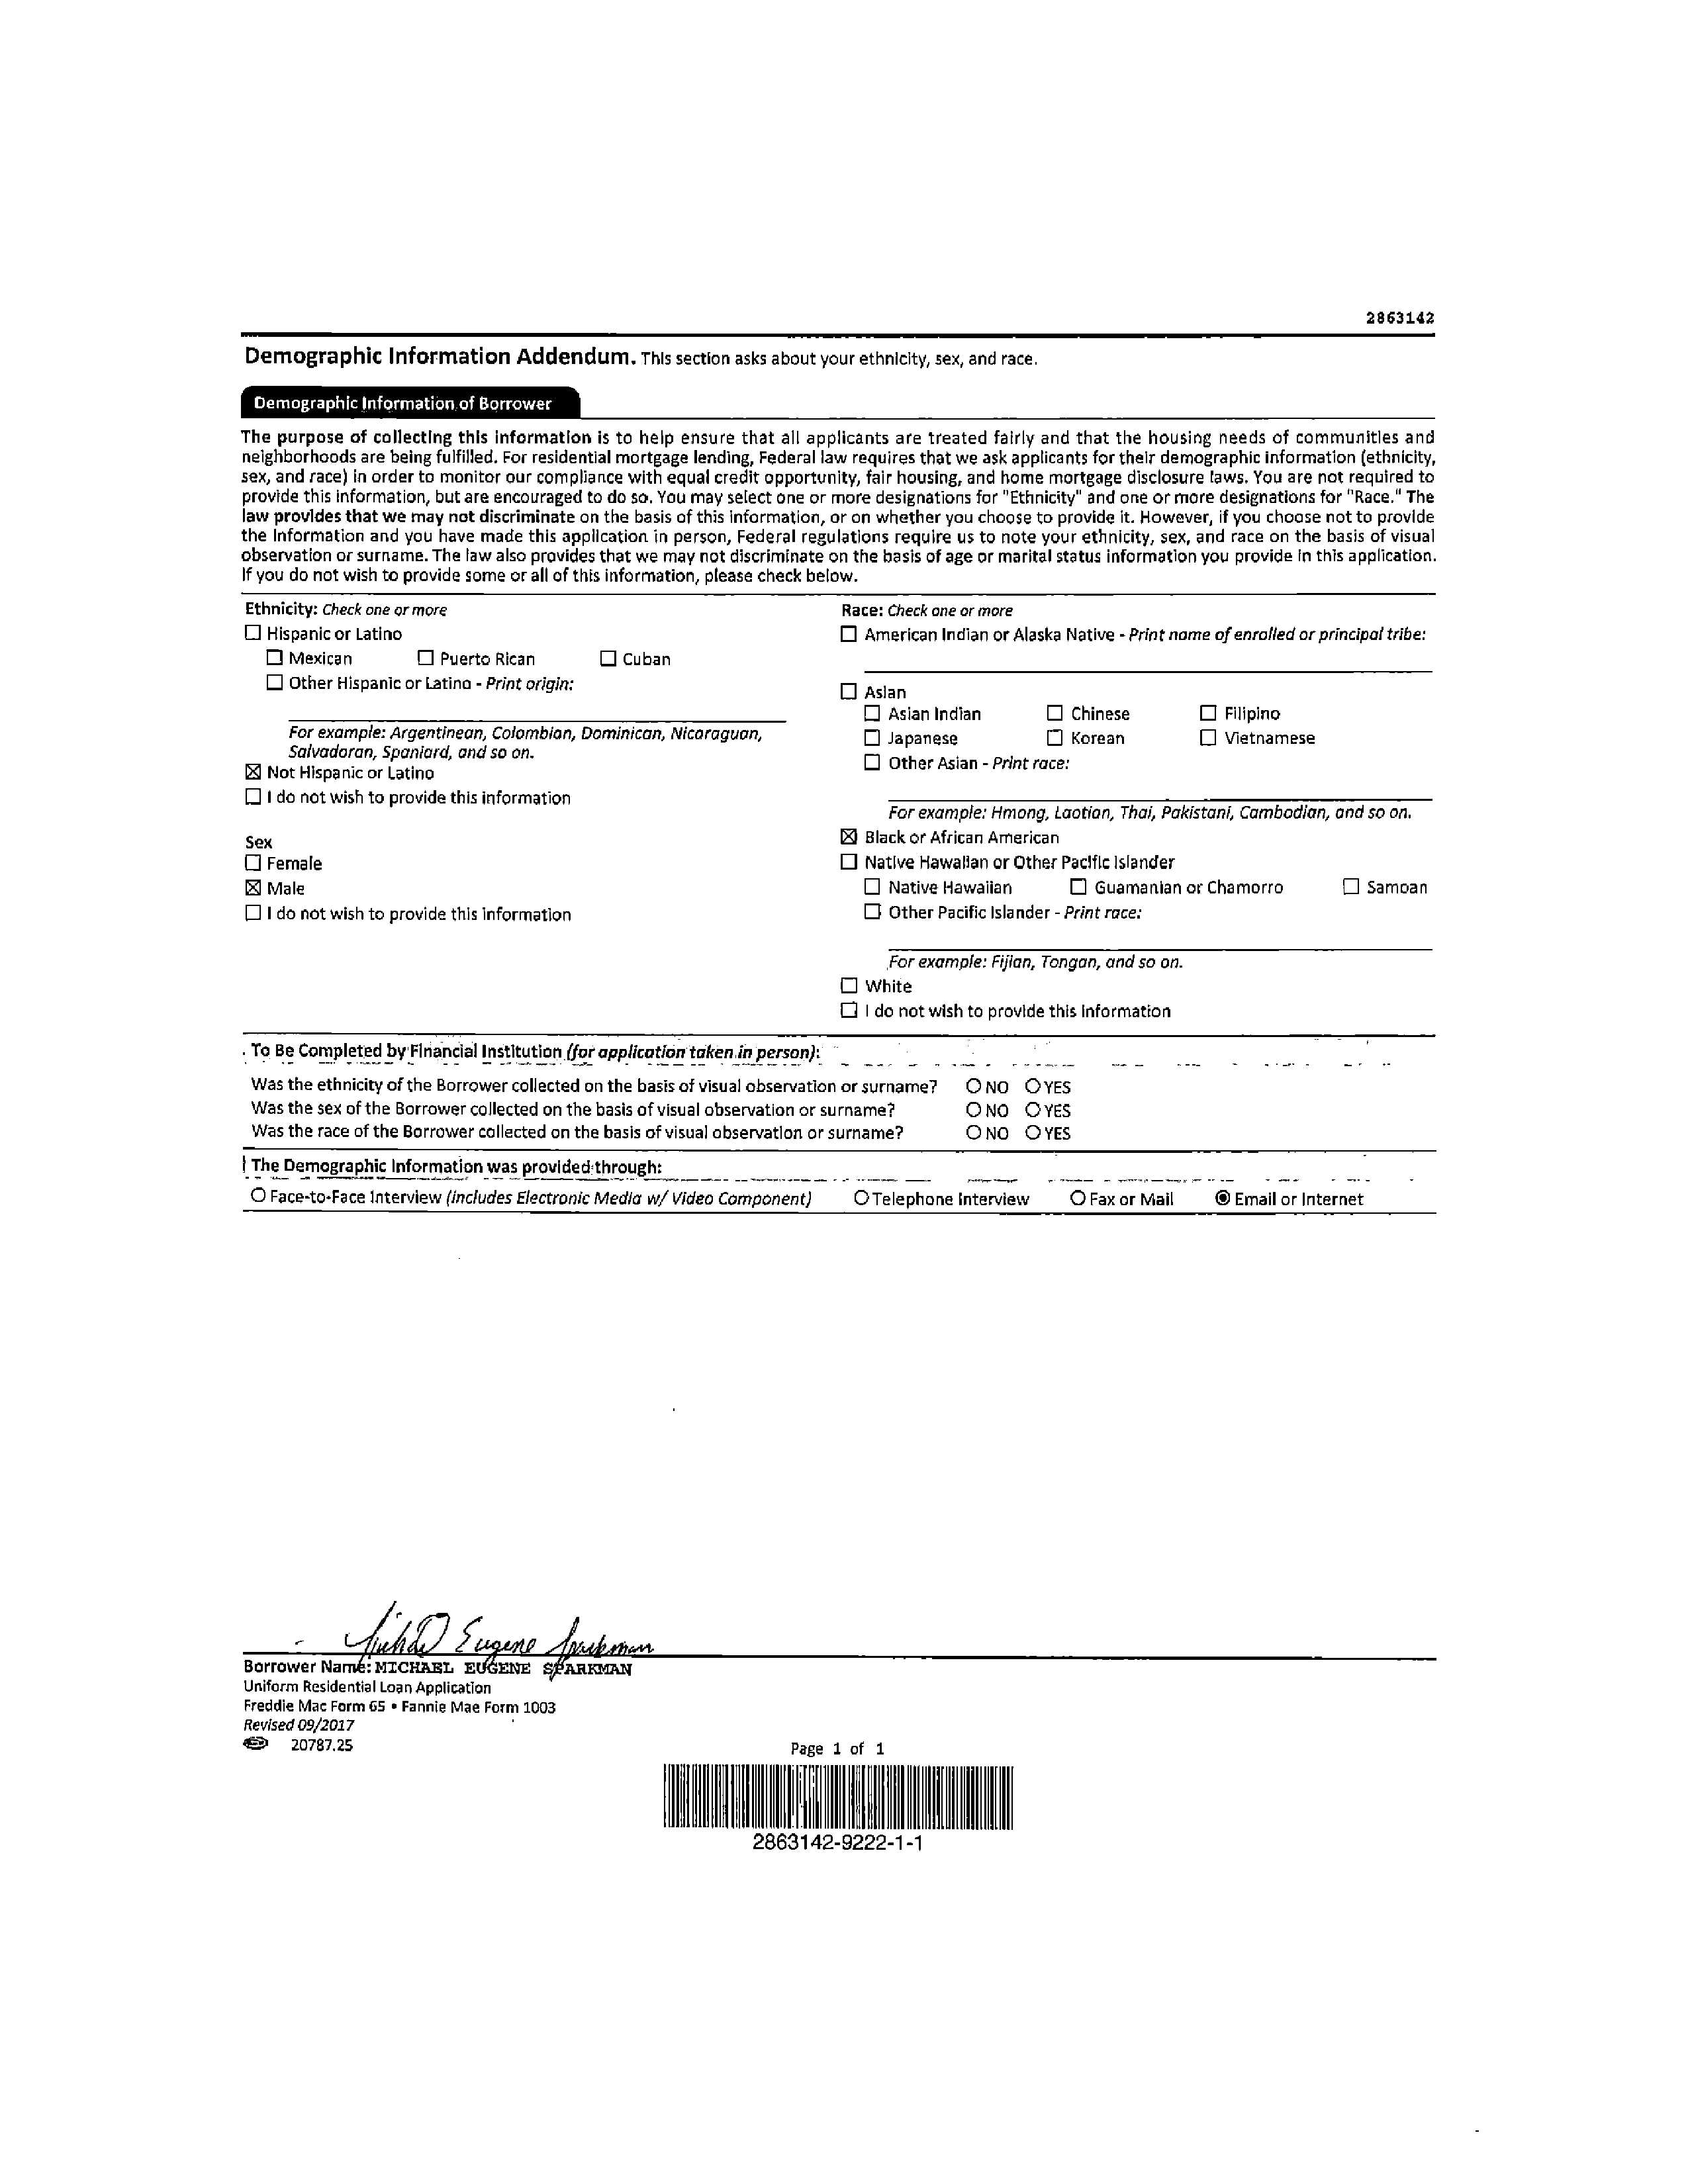 2863142
Demographic Information Addendum. This section asks about your ethnicity, sex, and race.
Demographic Information of Borrower
The purpose of collecting this information is to help ensure that all applicants are treated fairly and that the housing needs of communities and
neighborhoods are being fulfilled. For residential mortgage lending, Federal law requires that we ask applicants for their demographic information (ethnicity,
sex, and race) in order to monitor our compliance with equal credit opportunity, fair housing, and home mortgage disclosure laws. You are not required to
provide this information, but are encouraged to do so. You may select one or more designations for "Ethnicity" and one or more designations for "Race." The
law provides that we may not discriminate on the basis of this information, or on whether you choose to provide it. However, if you choose not to provide
the information and you have made this application in person, Federal regulations require us to note your ethnicity, sex, and race on the basis of visual
observation or surname. The law also provides that we may not discriminate on the basis of age or marital status information you provide in this application.
If you do not wish to provide some or all of this information, please check below.
Ethnicity: Check one or more
☐ Hispanic or Latino
☐ Mexican ☐ Puerto Rican ☐ Cuban
☐ Other Hispanic or Latino - Print origin:
For example: Argentinean, Colombian, Dominican, Nicaraguan,
Salvadoran, Spaniard, and so on.
☒ Not Hispanic or Latino
☐ I do not wish to provide this information
Sex
☐ Female
☒ Male
☐ I do not wish to provide this information
Race: Check one or more
☐ American Indian or Alaska Native - Print name of enrolled or principal tribe:
☐ Asian
☐ Asian Indian ☐ Chinese ☐ Filipino
☐ Japanese ☐ Korean ☐ Vietnamese
☐ Other Asian - Print race:
For example: Hmong, Laotian, Thai, Pakistani, Cambodian, and so on.
☒ Black or African American
☐ Native Hawaiian or Other Pacific Islander
☐ Native Hawaiian ☐ Guamanian or Chamorro ☐ Samoan
☐ Other Pacific Islander - Print race:
For example: Fijian, Tongan, and so on.
☐ White
☐ I do not wish to provide this information
To Be Completed by Financial Institution (for application taken in person):
Was the ethnicity of the Borrower collected on the basis of visual observation or surname? ○ NO ○ YES
Was the sex of the Borrower collected on the basis of visual observation or surname? ○ NO ○ YES
Was the race of the Borrower collected on the basis of visual observation or surname? ○ NO ○ YES
The Demographic Information was provided through:
○ Face-to-Face Interview (includes Electronic Media w/ Video Component) ○ Telephone Interview ○ Fax or Mail ◉ Email or Internet
Michael Eugene Sparkman
Borrower Name: MICHAEL EUGENE SPARKMAN
Uniform Residential Loan Application
Freddie Mac Form 65 • Fannie Mae Form 1003
Revised 09/2017
20787.25
Page 1 of 1
2863142-9222-1-1